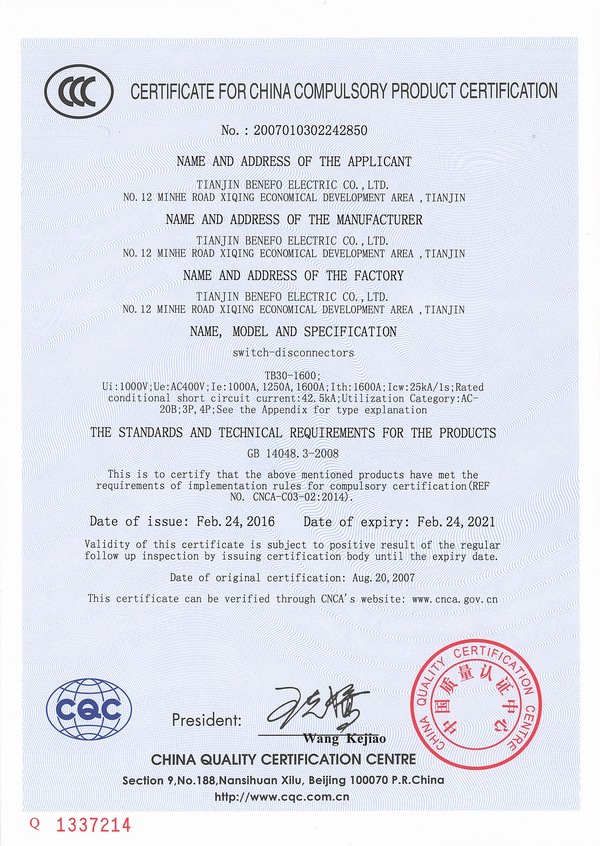 CCC
CERTIFICATE FOR CHINA COMPULSORY PRODUCT CERTIFICATION
No.: 2007010302242850
NAME AND ADDRESS OF THE APPLICANT
TIANJIN BENEFO ELECTRIC CO.,LTD.
NO.12 MINHE ROAD XIQING ECONOMICAL DEVELOPMENT AREA ,TIANJIN
NAME AND ADDRESS OF THE MANUFACTURER
TIANJIN BENEFO ELECTRIC CO.,LTD.
NO.12 MINHE ROAD XIQING ECONOMICAL DEVELOPMENT AREA ,TIANJIN
NAME AND ADDRESS OF THE FACTORY
TIANJIN BENEFO ELECTRIC CO.,LTD.
NO.12 MINHE ROAD XIQING ECONOMICAL DEVELOPMENT AREA ,TIANJIN
NAME, MODEL AND SPECIFICATION
switch-disconnectors
TB30-1600;
Ui:1000V;Ue:AC400V;Ie:1000A,1250A,1600A;Ith:1600A;Icw:25kA/1s;Rated
conditional short circuit current:42.5kA;Utilization Category:AC-
20B;3P,4P;See the Appendix for type explanation
THE STANDARDS AND TECHNICAL REQUIREMENTS FOR THE PRODUCTS
GB 14048.3-2008
This is to certify that the above mentioned products have met the
requirements of implementation rules for compulsory certification(REF
NO. CNCA-C03-02:2014).
Date of issue: Feb.24,2016 Date of expiry: Feb.24,2021
Validity of this certificate is subject to positive result of the regular
follow up inspection by issuing certification body until the expiry date.
Date of original certification: Aug.20,2007
This certificate can be verified through CNCA's website: www.cnca.gov.cn
CQC
President:
王克娇
Wang Kejiao
CHINA QUALITY CERTIFICATION CENTRE
中国质量认证中心
CHINA QUALITY CERTIFICATION CENTRE
Section 9,No.188,Nansihuan Xilu, Beijing 100070 P.R.China
http://www.cqc.com.cn
Q 1337214